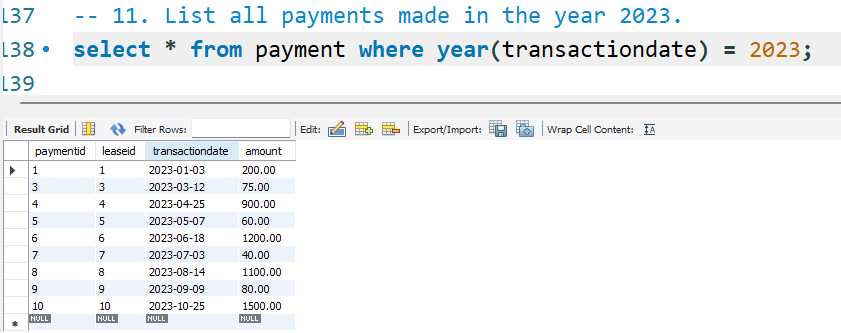 137 -- 11. List all payments made in the year 2023.
138 select * from payment where year(transactiondate) = 2023;
139
Result Grid Filter Rows: Edit: Export/Import: Wrap Cell Content: IA
paymentid leaseid transactiondate amount
1 1 2023-01-03 200.00
3 3 2023-03-12 75.00
4 4 2023-04-25 900.00
5 5 2023-05-07 60.00
6 6 2023-06-18 1200.00
7 7 2023-07-03 40.00
8 8 2023-08-14 1100.00
9 9 2023-09-09 80.00
10 10 2023-10-25 1500.00
NULL NULL NULL NULL